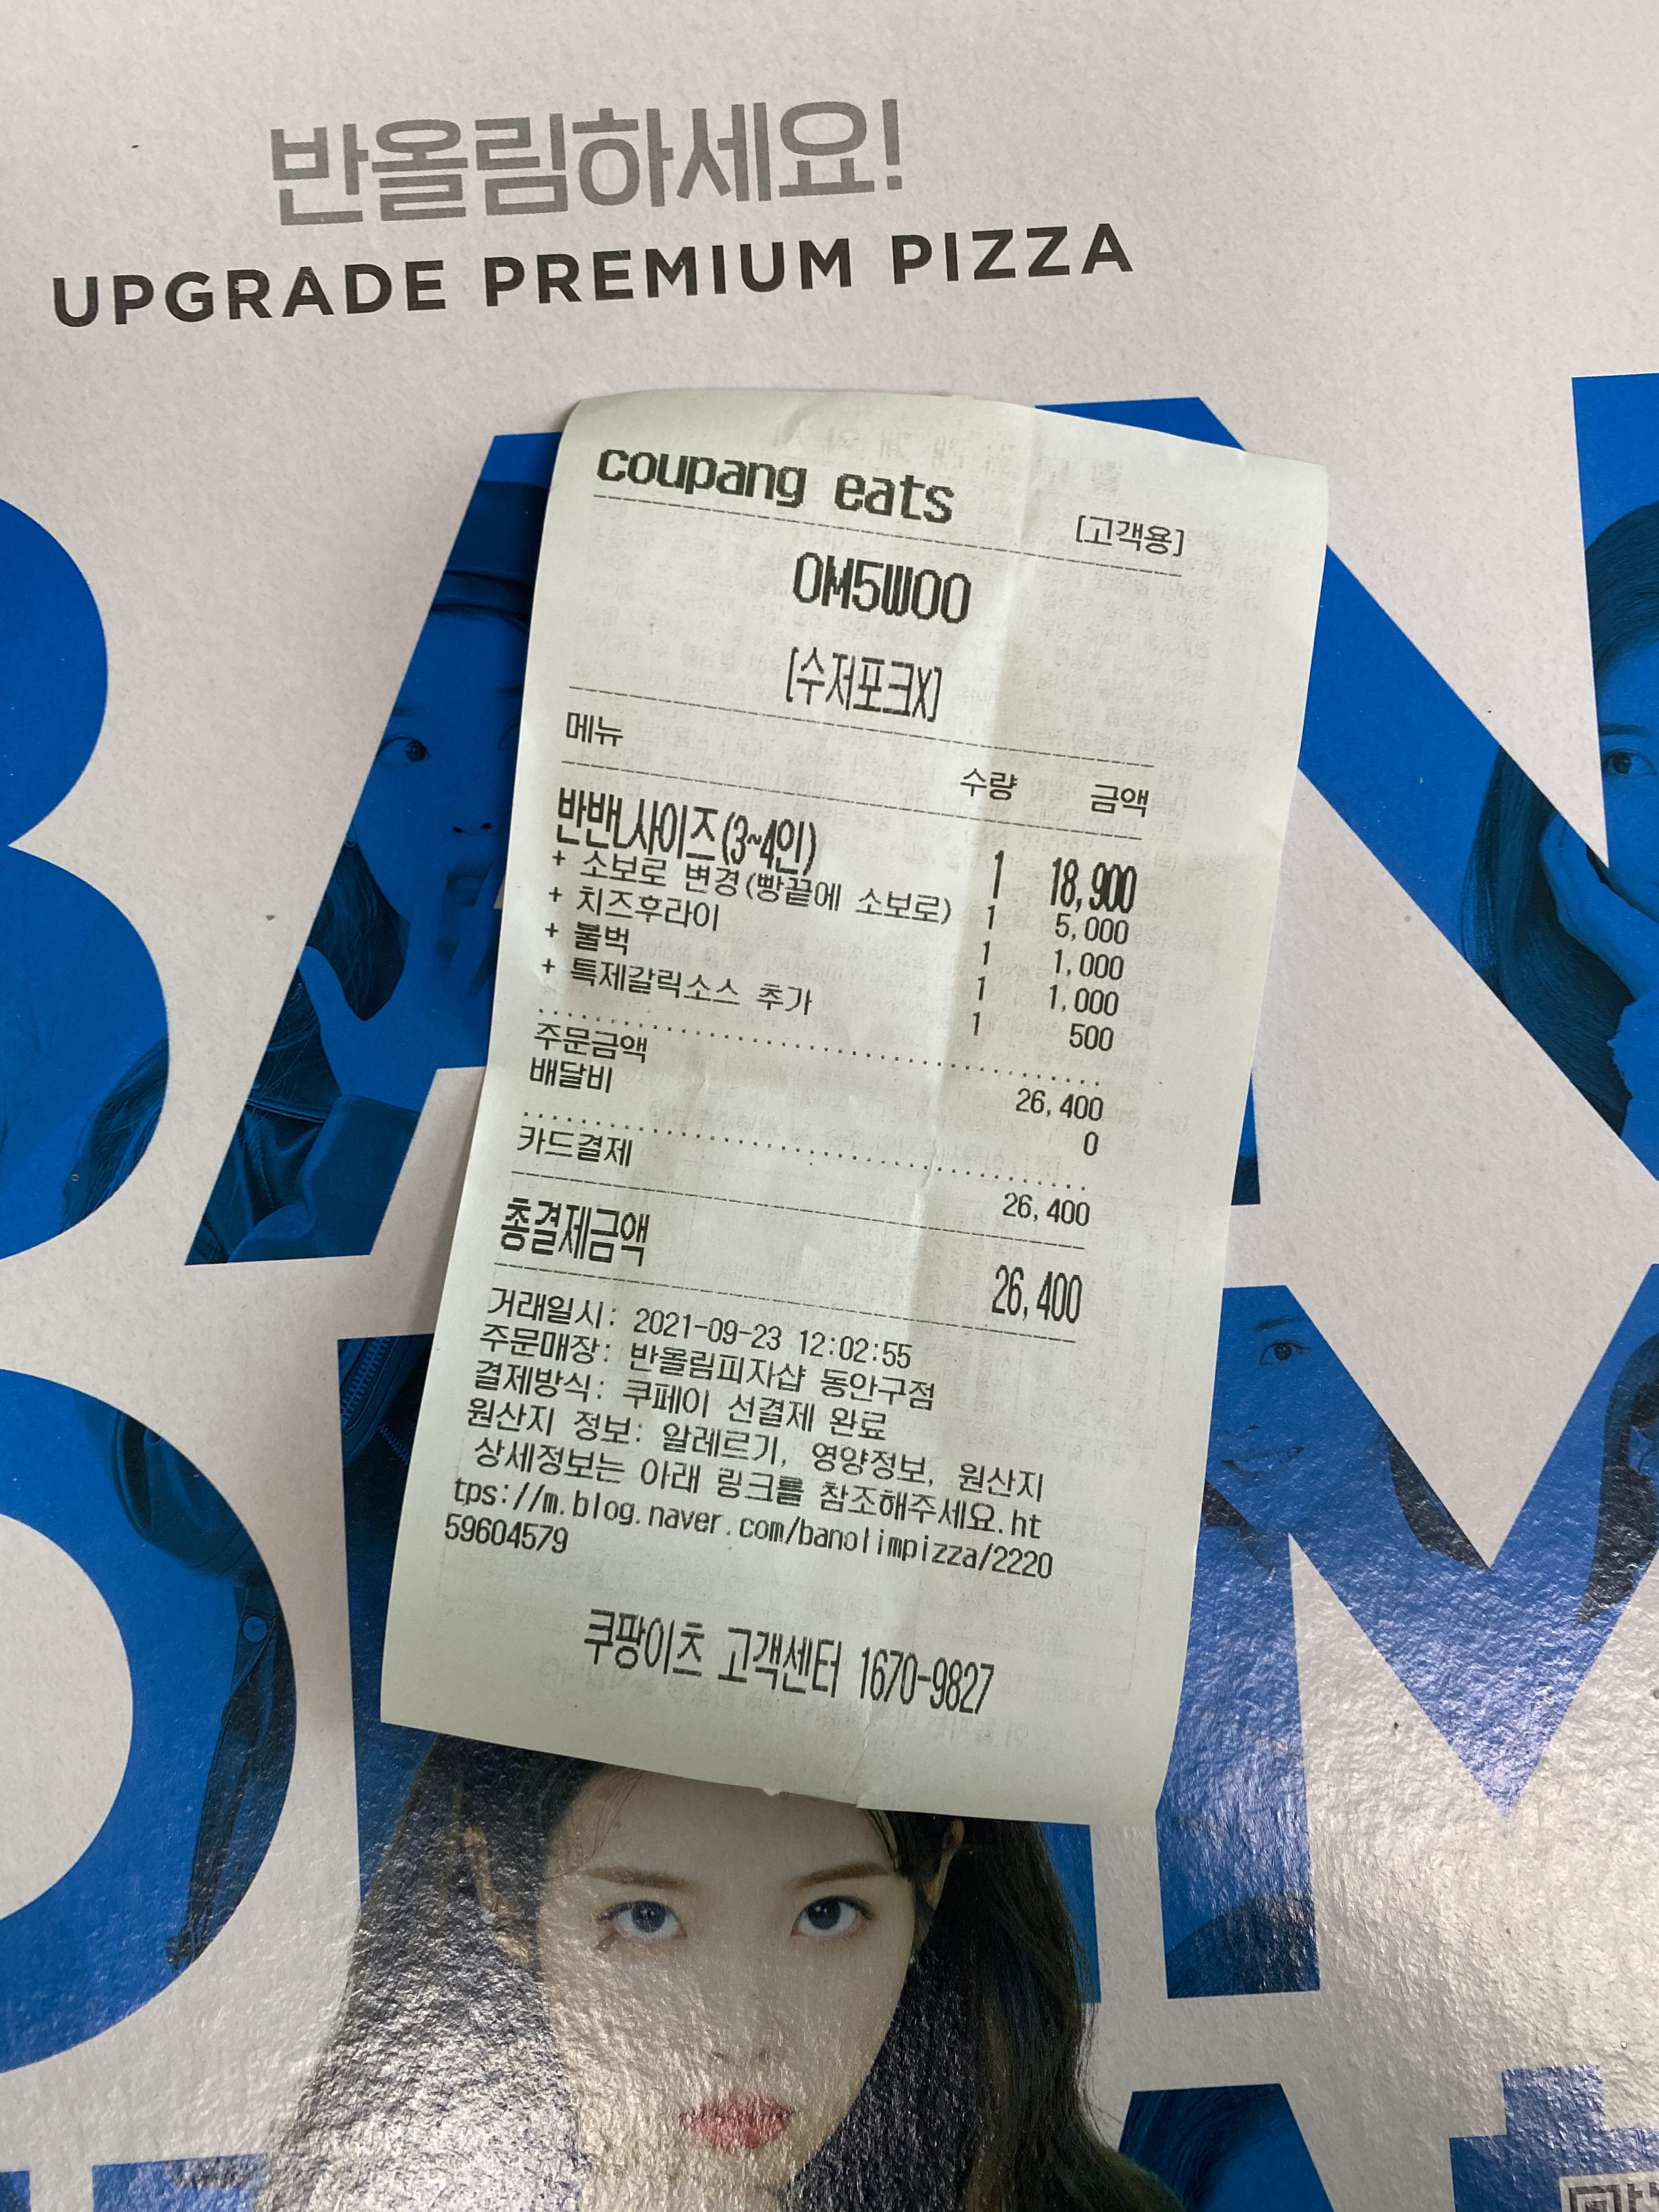 반올림하세요!
UPGRADE PREMIUM PIZZA
coupang eats
[고객용]
0M5W00
[수저포크X]
메뉴 수량 금액
반반L사이즈(3~4인) 1 18,900
+ 소보로 변경(빵끝에 소보로) 1 5,000
+ 치즈후라이 1 1,000
+ 불벅 1 1,000
+ 특제갈릭소스 추가 1 500
주문금액 26,400
배달비 0
카드결제 26,400
총결제금액 26,400
거래일시: 2021-09-23 12:02:55
주문매장: 반올림피자샵 동안구점
결제방식: 쿠페이 선결제 완료
원산지 정보: 알레르기, 영양정보, 원산지
상세정보는 아래 링크를 참조해주세요.ht
tps://m.blog.naver.com/banolimpizza/2220
59604579
쿠팡이츠 고객센터 1670-9827